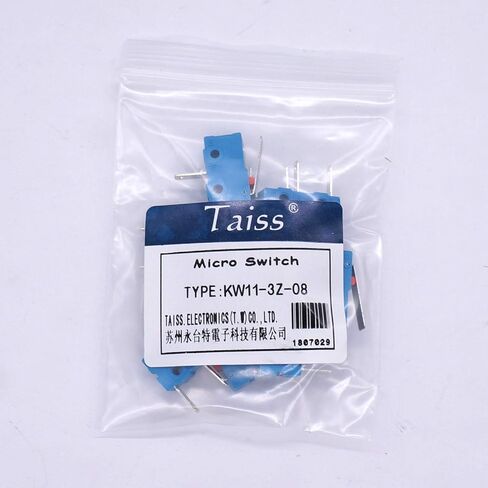 Taiss®
Micro Switch
TYPE:KW11-3Z-08
TAISS.ELECTRONICS(T.W)CO.,LTD.
苏州永台特電子科技有限公司
1807029